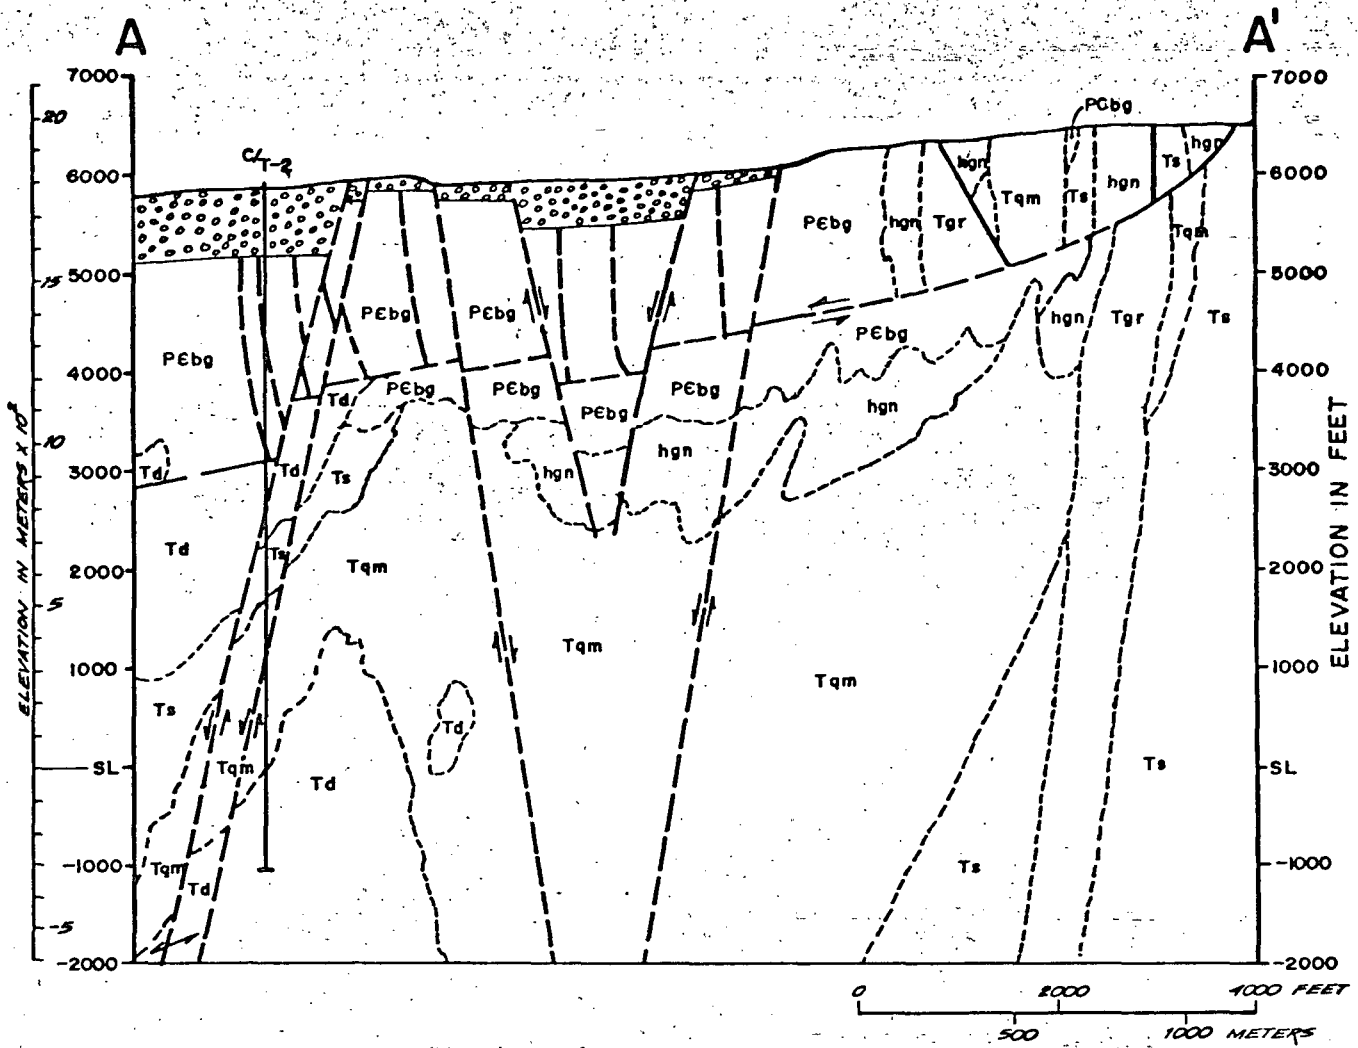 A A'
7000 7000
20 PЄbg
C/T-2
6000 hgn Tqm Ts hgn Ts hgn 6000
PЄbg hgn Tgr Tqm
15 5000 5000
PЄbg PЄbg PЄbg hgn Tgr Ts
PЄbg
4000 4000
Td PЄbg PЄbg PЄbg PЄbg hgn
10
Td 3000 Td Ts hgn hgn 3000
Td Ts Tqm
2000 2000
5
Tqm
1000 1000
Ts Td Tqm
SL Tqm Td Ts SL
-1000 Tqm Td Ts -1000
-5
-2000 -2000
ELEVATION IN METERS X 10²
ELEVATION IN FEET
0 2000 4000 FEET
500 1000 METERS